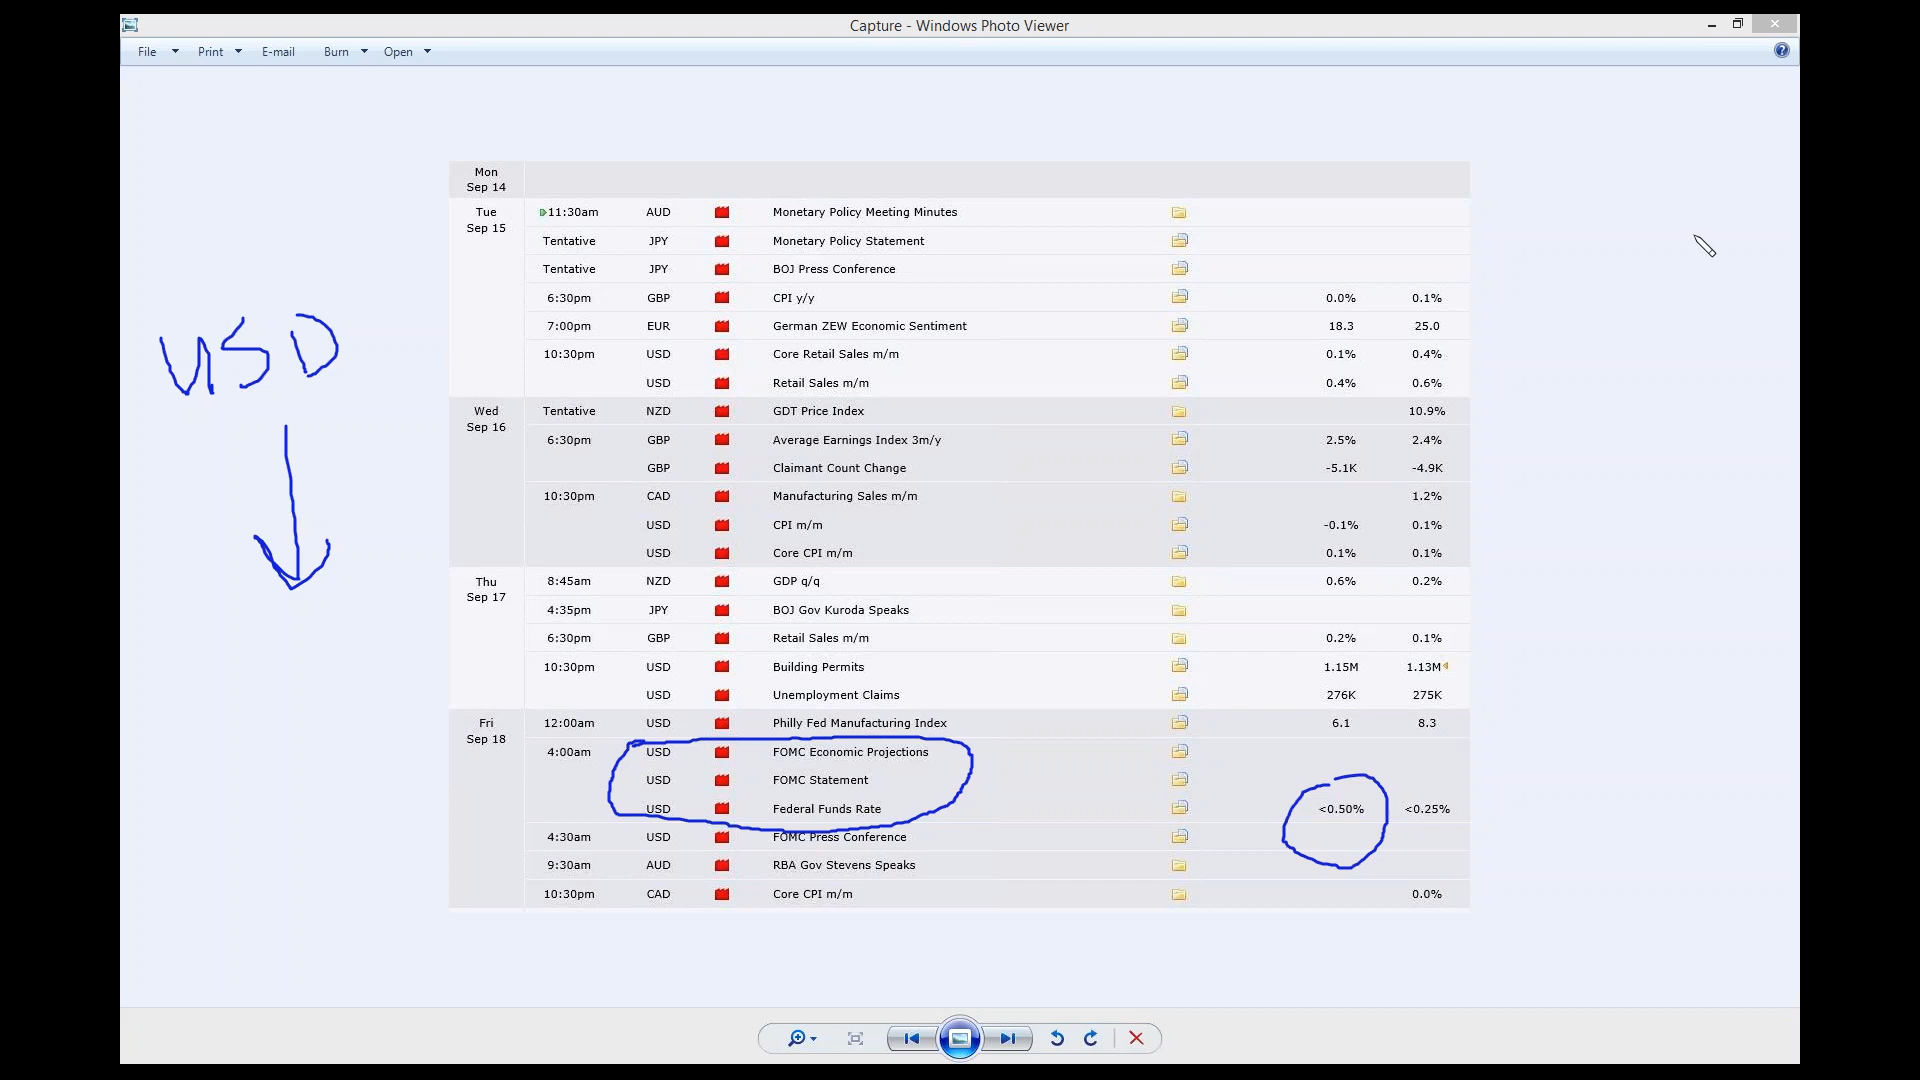 Capture - Windows Photo Viewer
File Print E-mail Burn Open
Mon
Sep 14
Tue 11:30am AUD Monetary Policy Meeting Minutes
Sep 15
Tentative JPY Monetary Policy Statement
Tentative JPY BOJ Press Conference
6:30pm GBP CPI y/y 0.0% 0.1%
7:00pm EUR German ZEW Economic Sentiment 18.3 25.0
10:30pm USD Core Retail Sales m/m 0.1% 0.4%
USD Retail Sales m/m 0.4% 0.6%
USD
Wed Tentative NZD GDT Price Index 10.9%
Sep 16
6:30pm GBP Average Earnings Index 3m/y 2.5% 2.4%
GBP Claimant Count Change -5.1K -4.9K
10:30pm CAD Manufacturing Sales m/m 1.2%
USD CPI m/m -0.1% 0.1%
USD Core CPI m/m 0.1% 0.1%
Thu 8:45am NZD GDP q/q 0.6% 0.2%
Sep 17
4:35pm JPY BOJ Gov Kuroda Speaks
6:30pm GBP Retail Sales m/m 0.2% 0.1%
10:30pm USD Building Permits 1.15M 1.13M
USD Unemployment Claims 276K 275K
Fri 12:00am USD Philly Fed Manufacturing Index 6.1 8.3
Sep 18
4:00am USD FOMC Economic Projections
USD FOMC Statement
USD Federal Funds Rate <0.50% <0.25%
4:30am USD FOMC Press Conference
9:30am AUD RBA Gov Stevens Speaks
10:30pm CAD Core CPI m/m 0.0%